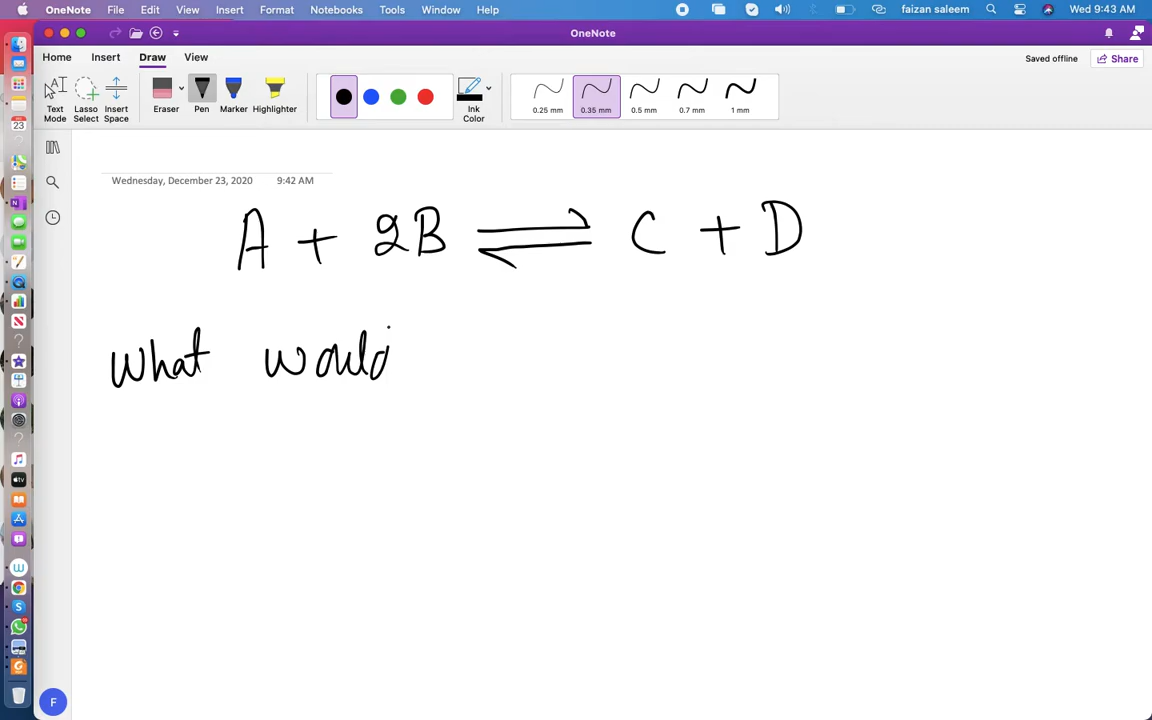 OneNote File Edit View Insert Format Notebooks Tools Window Help faizan saleem Wed 9:43 AM
OneNote
Home Insert Draw View Saved offline Share
Text Mode Lasso Select Insert Space Eraser Pen Marker Highlighter Ink Color 0.25 mm 0.35 mm 0.5 mm 0.7 mm 1 mm
23
Wednesday, December 23, 2020 9:42 AM
A + 2B ⇌ C + D
What would
F